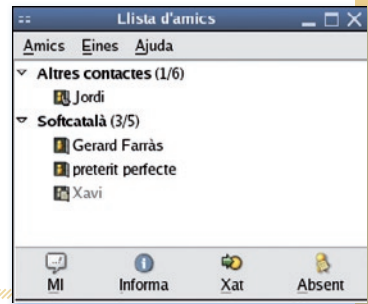 Llista d'amics
Amics Eines Ajuda
Altres contactes (1/6)
Jordi
Softcatalà (3/5)
Gerard Farràs
preterit perfecte
Xavi
MI Informa Xat Absent